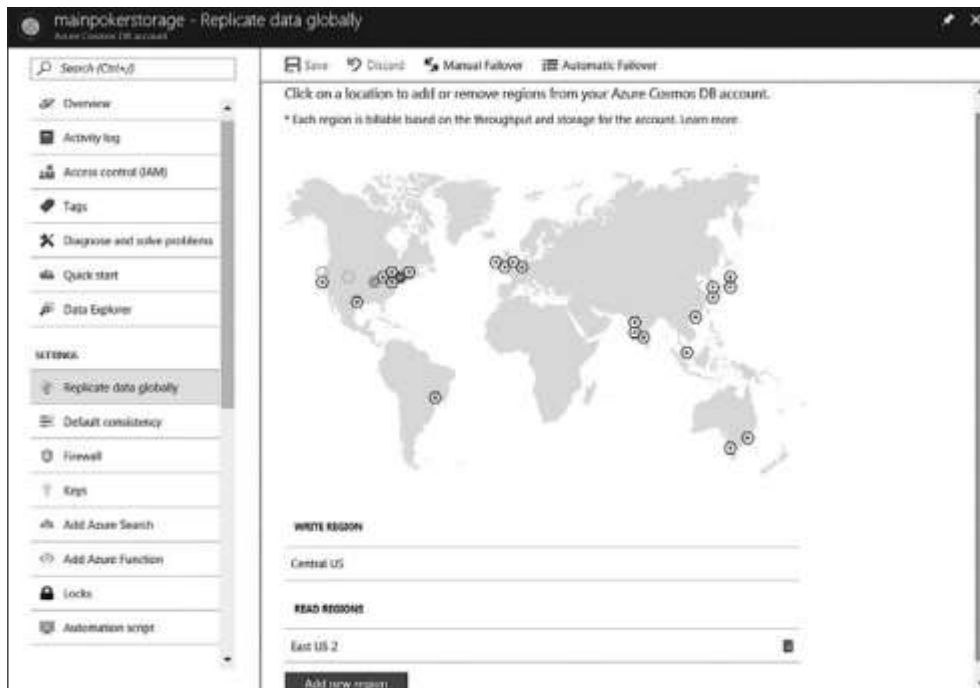 mainpokerstorage - Replicate data globally
Azure Cosmos DB account
Search (Ctrl+/)
Overview
Activity log
Access control (IAM)
Tags
Diagnose and solve problems
Quick start
Data Explorer
SETTINGS
Replicate data globally
Default consistency
Firewall
Keys
Add Azure Search
Add Azure Function
Locks
Automation script
Save Discard Manual Failover Automatic Failover
Click on a location to add or remove regions from your Azure Cosmos DB account.
* Each region is billable based on the throughput and storage for the account. Learn more
WRITE REGION
Central US
READ REGIONS
East US 2
Add new region